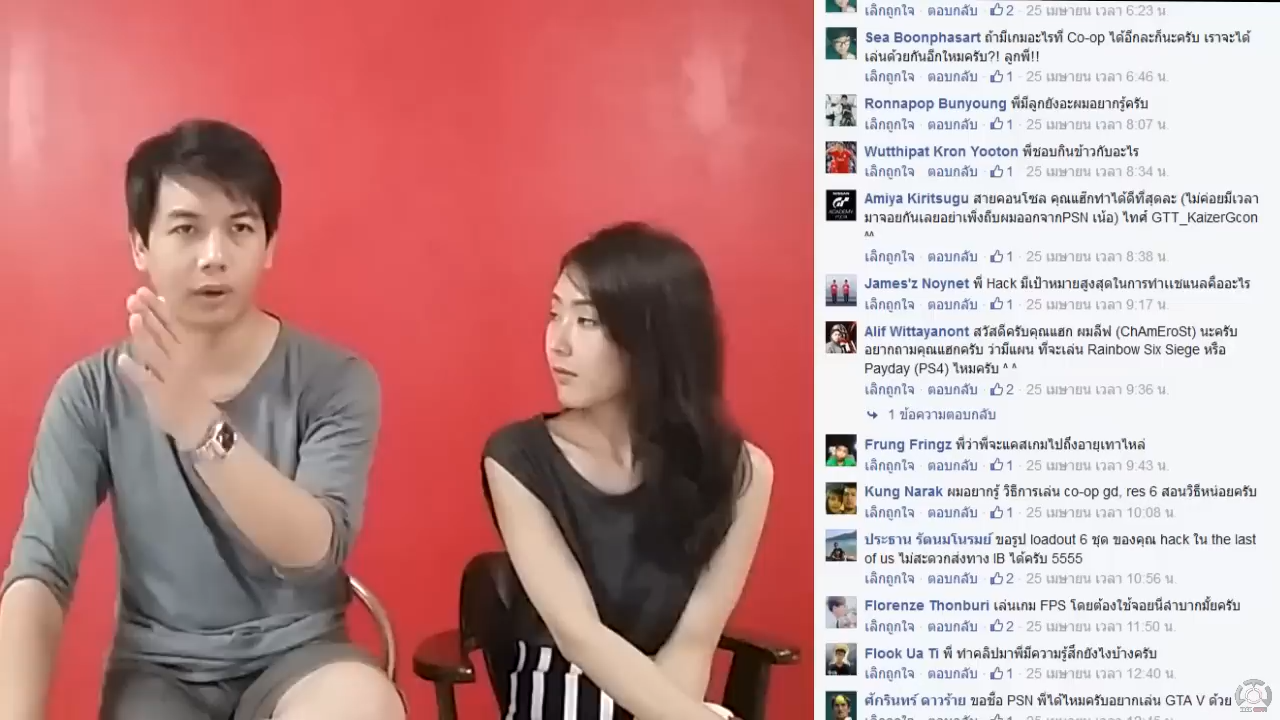 เลิกถูกใจ · ตอบกลับ · 2 · 25 เมษายน เวลา 6:23 น.
Sea Boonphasart ถ้ามีเกมอะไรที่ Co-op ได้อีกละก็นะครับ เราจะได้
เล่นด้วยกันอีกใหมครับ?! ลูกพี่!!
เลิกถูกใจ · ตอบกลับ · 1 · 25 เมษายน เวลา 6:46 น.
Ronnapop Bunyoung พี่มีลูกยังอะผมอยากรู้ครับ
เลิกถูกใจ · ตอบกลับ · 1 · 25 เมษายน เวลา 8:07 น.
Wutthipat Kron Yooton พี่ชอบกินข้าวกับอะไร
เลิกถูกใจ · ตอบกลับ · 1 · 25 เมษายน เวลา 8:34 น.
Amiya Kiritsugu สายคอนโซล คุณแฮ๊กทำได้ดีที่สุดละ (ไม่ค่อยมีเวลา
มาจอยกันเลยอย่าเพิ่งถีบผมออกจากPSN เน้อ) ไทศ์ GTT_KaizerGcon
^^
เลิกถูกใจ · ตอบกลับ · 1 · 25 เมษายน เวลา 8:38 น.
James'z Noynet พี่ Hack มีเป้าหมายสูงสุดในการทำเเชแนลคืออะไร
เลิกถูกใจ · ตอบกลับ · 1 · 25 เมษายน เวลา 9:17 น.
Alif Wittayanont สวัสดีครับคุณแฮก ผมลีฟ (ChAmEroSt) นะครับ
อยากถามคุณแฮกครับ ว่ามีแผน ที่จะเล่น Rainbow Six Siege หรือ
Payday (PS4) ไหมครับ ^ ^
เลิกถูกใจ · ตอบกลับ · 2 · 25 เมษายน เวลา 9:36 น.
1 ข้อความตอบกลับ
Frung Fringz พี่ว่าพี่จะแคสเกมไปถึงอายุเทาไหล่
เลิกถูกใจ · ตอบกลับ · 1 · 25 เมษายน เวลา 9:43 น.
Kung Narak ผมอยากรู้ วิธีการเล่น co-op gd, res 6 สอนวิธีหน่อยครับ
เลิกถูกใจ · ตอบกลับ · 1 · 25 เมษายน เวลา 10:08 น.
ประธาน รัตนมโนรมย์ ขอรูป loadout 6 ชุด ของคุณ hack ใน the last
of us ไม่สะดวกส่งทาง IB ได้ครับ 5555
เลิกถูกใจ · ตอบกลับ · 2 · 25 เมษายน เวลา 10:56 น.
Florenze Thonburi เล่นเกม FPS โดยต้องใช้จอยนี่ลำบากมั้ยครับ
เลิกถูกใจ · ตอบกลับ · 2 · 25 เมษายน เวลา 11:50 น.
Flook Ua Ti พี่ ทำคลิปมาพี่มีความรู้สึกยังไงบ้างครับ
เลิกถูกใจ · ตอบกลับ · 1 · 25 เมษายน เวลา 12:40 น.
ศักรินทร์ ดาวร้าย ขอชื่อ PSN พี่ได้ไหมครับอยากเล่น GTA V ด้วย